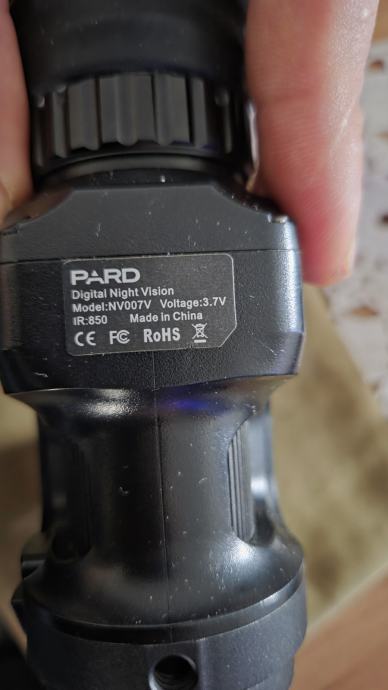 PARD
Digital Night Vision
Model:NV007V Voltage:3.7V
IR:850 Made in China
CE FC RoHS